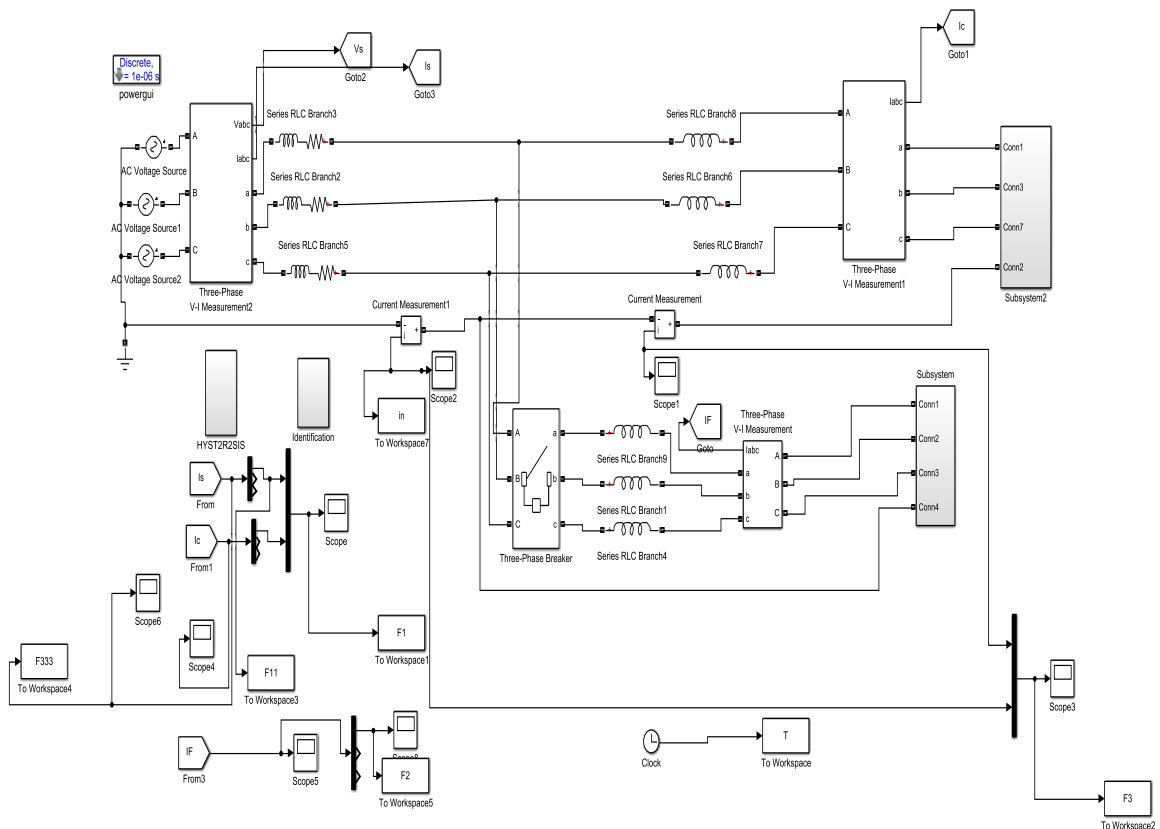 Discrete,
= 1e-06 s
powergui
Vs
Goto2
Is
Goto3
Ic
Goto1
AC Voltage Source
AC Voltage Source1
AC Voltage Source2
A
B
C
Vabc
Iabc
a
b
c
Three-Phase
V-I Measurement2
Series RLC Branch3
Series RLC Branch2
Series RLC Branch5
Series RLC Branch8
Series RLC Branch6
Series RLC Branch7
A
B
C
Iabc
a
b
c
Three-Phase
V-I Measurement1
Conn1
Conn3
Conn7
Conn2
Subsystem2
Current Measurement1
-
+
i
Current Measurement
-
+
i
Scope2
in
To Workspace7
Scope1
HYST2R2SIS
Identification
A
B
C
a
b
c
Three-Phase Breaker
Series RLC Branch9
Series RLC Branch1
Series RLC Branch4
IF
Goto
Three-Phase
V-I Measurement
Iabc
a
b
c
A
B
C
Subsystem
Conn1
Conn2
Conn3
Conn4
Is
From
Ic
From1
Scope
Scope6
Scope4
F333
To Workspace4
F11
To Workspace3
F1
To Workspace1
IF
From3
Scope5
Scope8
F2
To Workspace5
Clock
T
To Workspace
Scope3
F3
To Workspace2